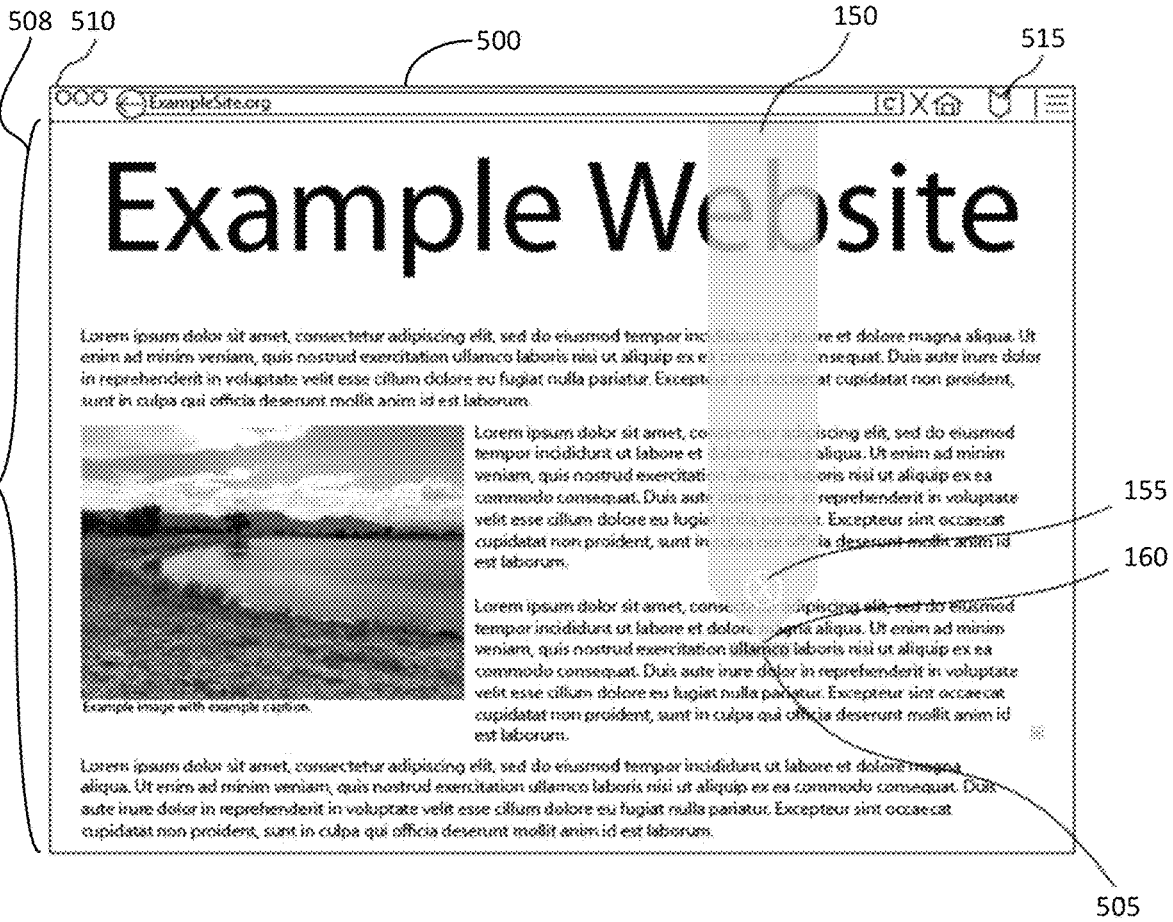 508 510 500 150 515
ExampleSite.org
Example Website
Lorem ipsum dolor sit amet, consectetur adipiscing elit, sed do eiusmod tempor inc re et dolore magna aliqua. Ut
enim ad minim veniam, quis nostrud exercitation ullamco laboris nisi ut aliquip ex e nsequat. Duis aute irure dolor
in reprehenderit in voluptate velit esse cillum dolore eu fugiat nulla pariatur. Except at cupidatat non proident,
sunt in culpa qui officia deserunt mollit anim id est laborum.
Lorem ipsum dolor sit amet, co iscing elit, sed do eiusmod
tempor incididunt ut labore et aliqua. Ut enim ad minim
veniam, quis nostrud exercitati oris nisi ut aliquip ex ea
commodo consequat. Duis aut reprehenderit in voluptate
velit esse cillum dolore eu fugia . Excepteur sint occaecat
cupidatat non proident, sunt in a deserunt mollit anim id
est laborum.
155
160
Lorem ipsum dolor sit amet, conse dipiscing elit, sed do eiusmod
tempor incididunt ut labore et dolor magna aliqua. Ut enim ad minim
veniam, quis nostrud exercitation ullamco laboris nisi ut aliquip ex ea
commodo consequat. Duis aute irure dolor in reprehenderit in voluptate
velit esse cillum dolore eu fugiat nulla pariatur. Excepteur sint occaecat
cupidatat non proident, sunt in culpa qui officia deserunt mollit anim id
est laborum.
Example image with example caption.
Lorem ipsum dolor sit amet, consectetur adipiscing elit, sed do eiusmod tempor incididunt ut labore et dolore magna
aliqua. Ut enim ad minim veniam, quis nostrud exercitation ullamco laboris nisi ut aliquip ex ea commodo consequat. Duis
aute irure dolor in reprehenderit in voluptate velit esse cillum dolore eu fugiat nulla pariatur. Excepteur sint occaecat
cupidatat non proident, sunt in culpa qui officia deserunt mollit anim id est laborum.
505